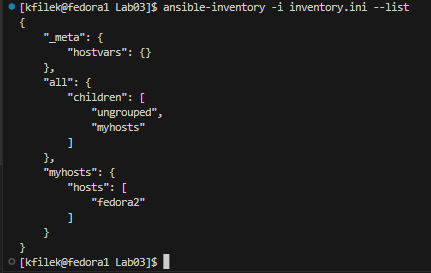 [kfilek@fedora1 Lab03]$ ansible-inventory -i inventory.ini --list
{
    "_meta": {
        "hostvars": {}
    },
    "all": {
        "children": [
            "ungrouped",
            "myhosts"
        ]
    },
    "myhosts": {
        "hosts": [
            "fedora2"
        ]
    }
}
[kfilek@fedora1 Lab03]$